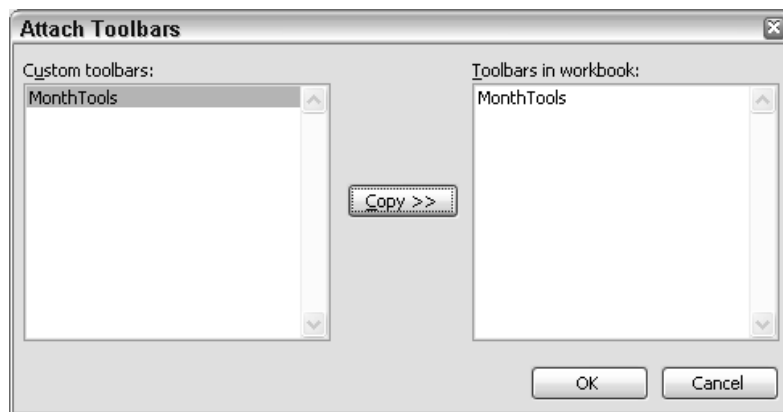 Attach Toolbars
Custom toolbars:
Toolbars in workbook:
MonthTools
MonthTools
Copy >>
OK
Cancel